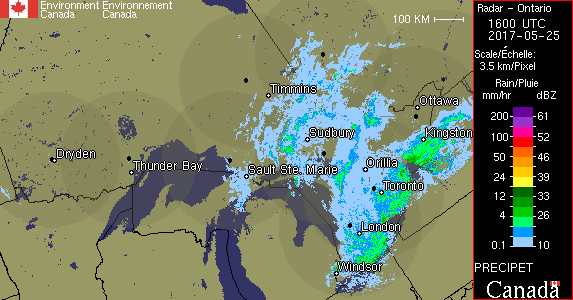 Environment Environnement
Canada Canada
100 KM
Timmins
Ottawa
Sudbury
Kingston
Dryden
Thunder Bay
Sault Ste. Marie
Orillia
Toronto
London
Windsor
Radar - Ontario
1600 UTC
2017-05-25
Scale/Échelle:
3.5 km/Pixel
Rain/Pluie
mm/hr dBZ
200 61
100 52
50 46
24 39
12 33
4 26
0.1 10
PRECIPET
Canada